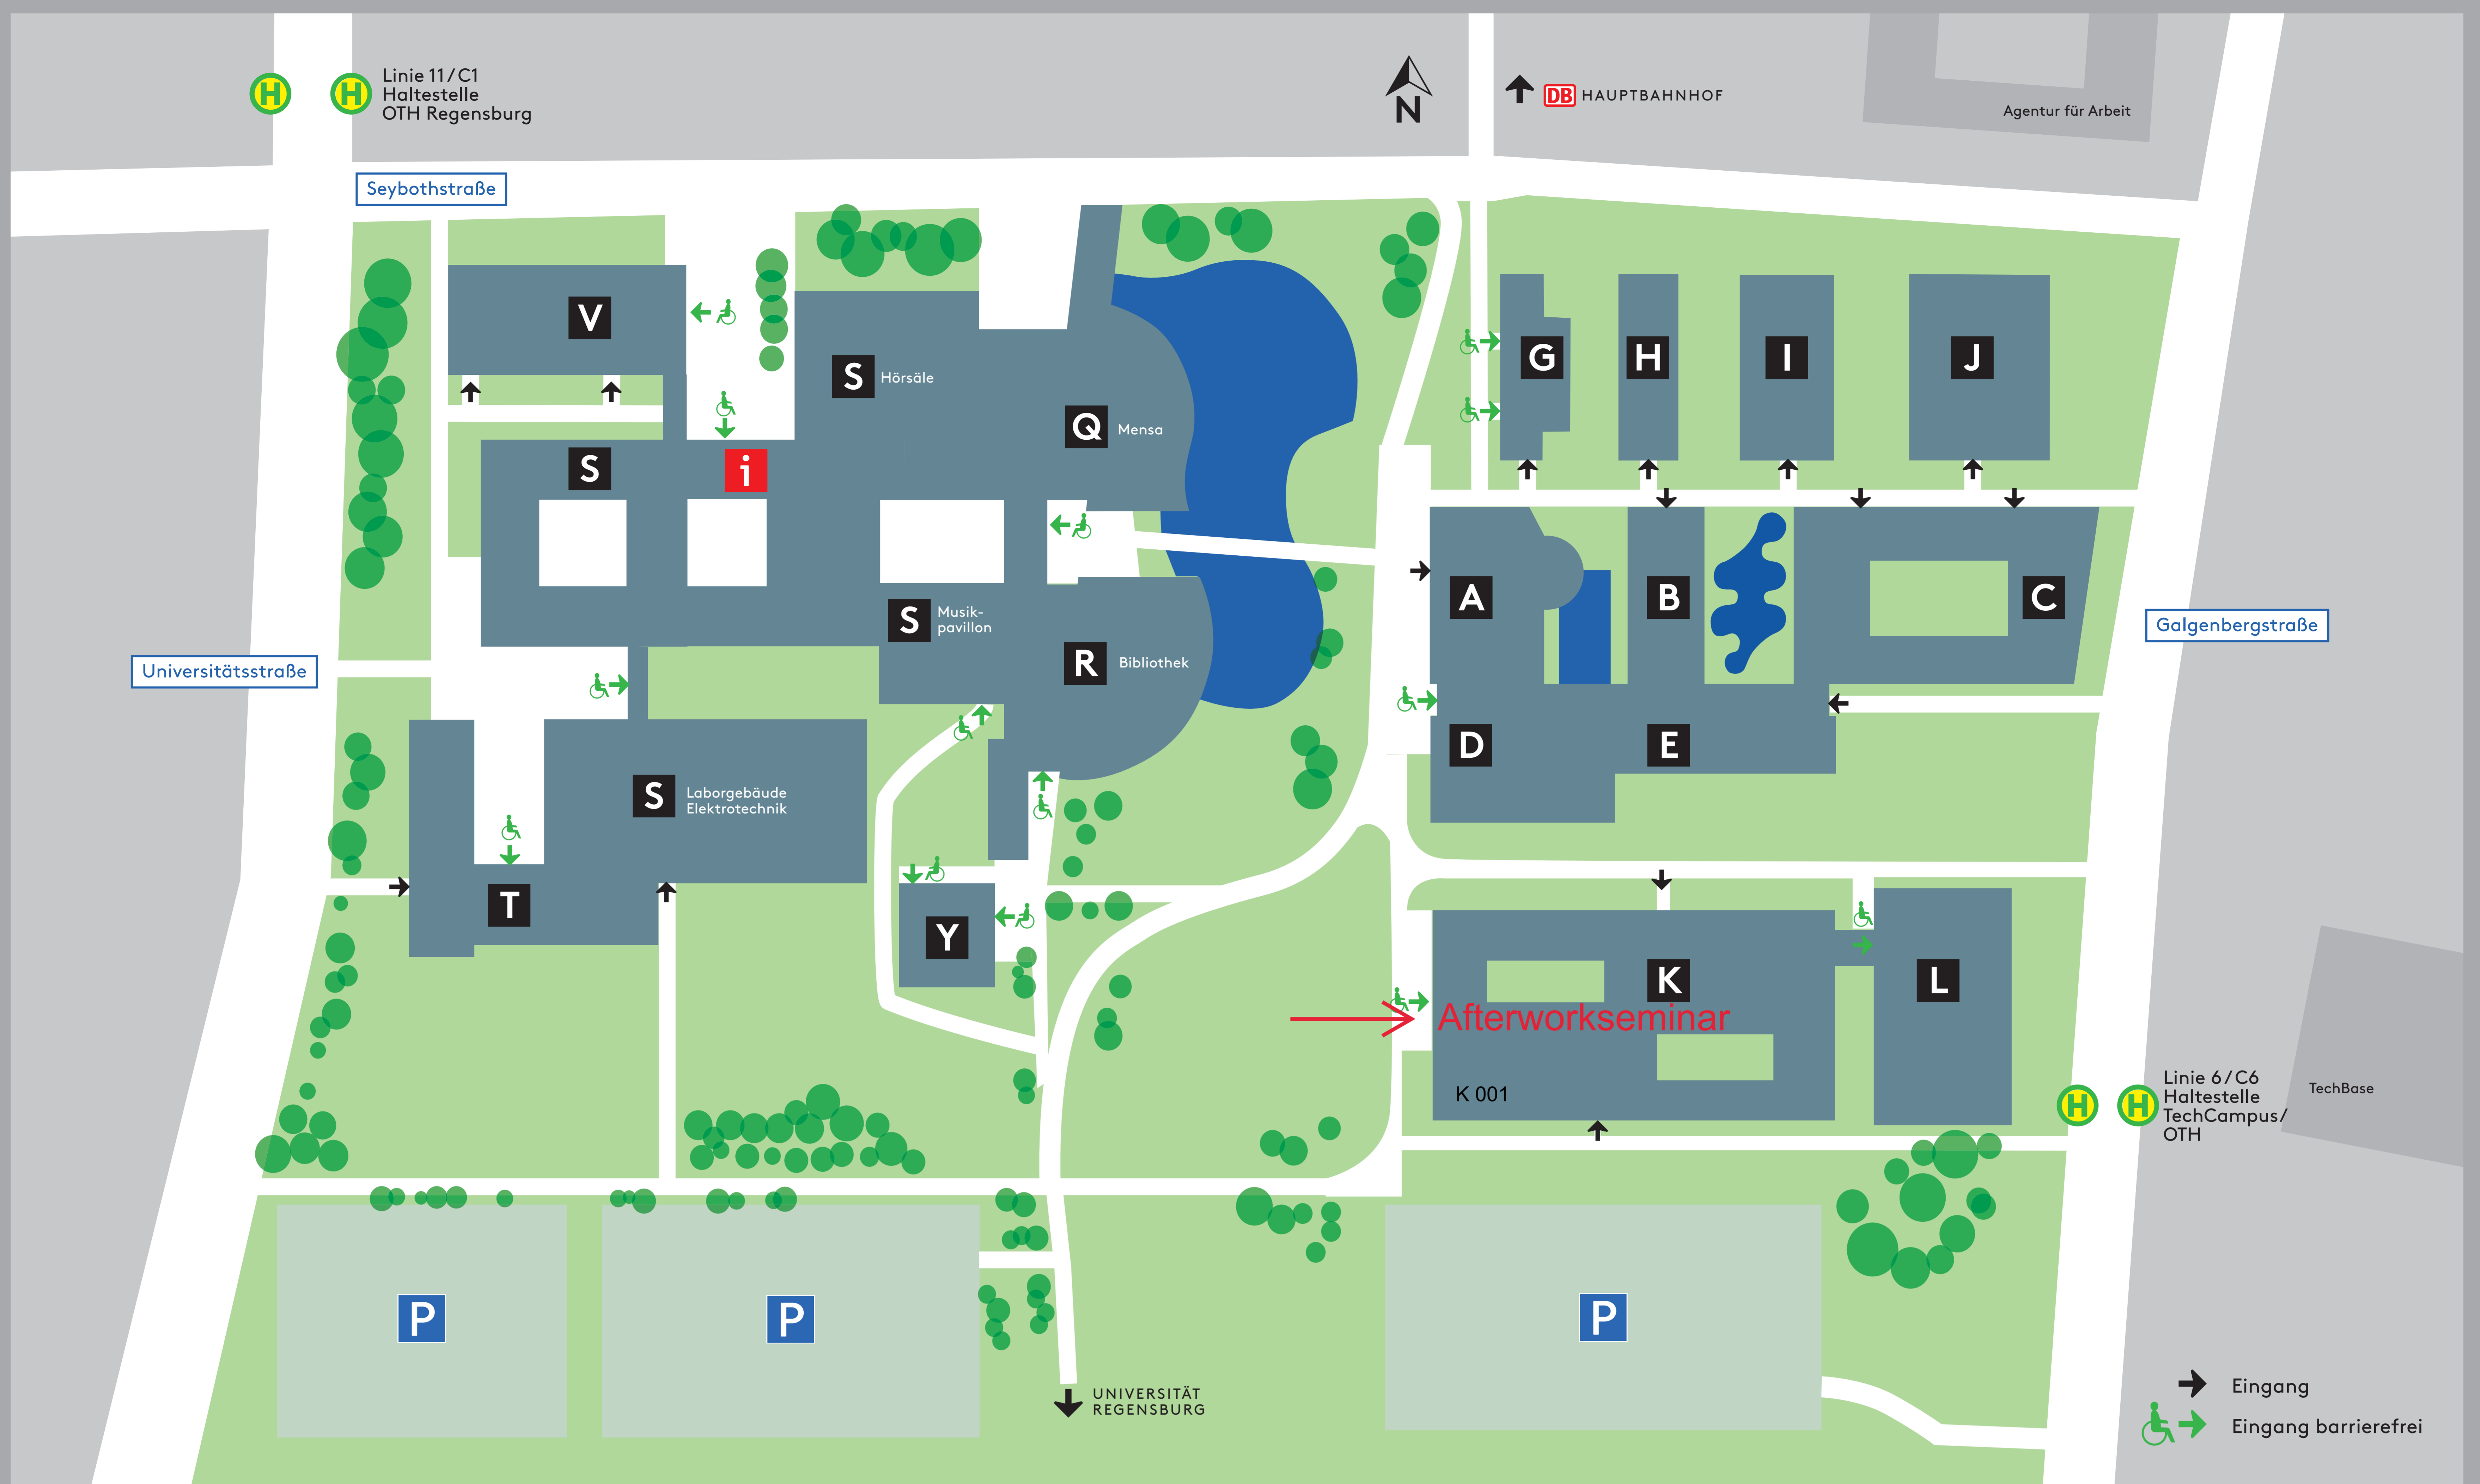 H
H
Linie 11/C1
Haltestelle
OTH Regensburg
N
DB HAUPTBAHNHOF
Agentur für Arbeit
Seybothstraße
V
S Hörsäle
Q Mensa
G
H
I
J
S
i
A
B
C
S Musik-
pavillon
R Bibliothek
Universitätsstraße
Galgenbergstraße
D
E
S Laborgebäude
Elektrotechnik
T
Y
K
L
Afterworkseminar
K 001
H
H
Linie 6/C6
Haltestelle
TechCampus/
OTH
TechBase
P
P
P
UNIVERSITÄT
REGENSBURG
Eingang
Eingang barrierefrei